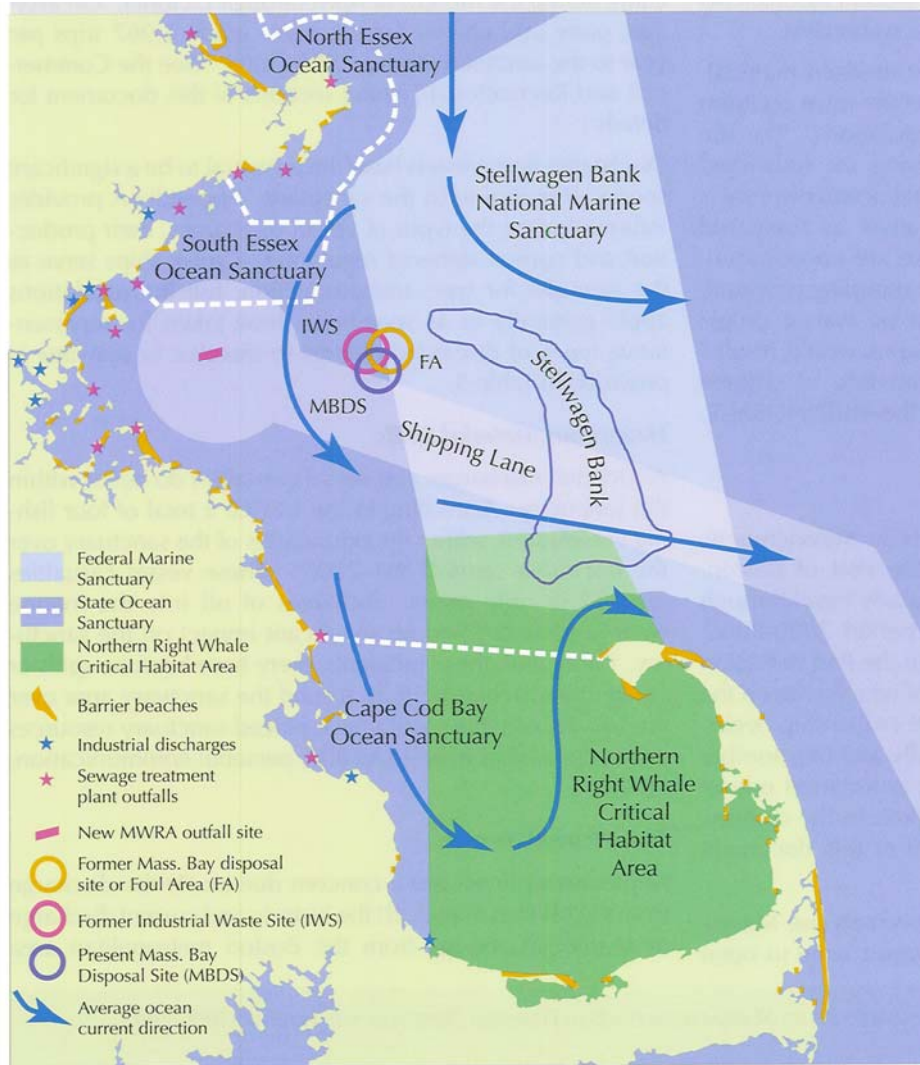 North Essex
Ocean Sanctuary
Stellwagen Bank
National Marine
Sanctuary
South Essex
Ocean Sanctuary
IWS
FA
MBDS
Stellwagen Bank
Shipping Lane
Federal Marine
Sanctuary
State Ocean
Sanctuary
Northern Right Whale
Critical Habitat Area
Barrier beaches
Industrial discharges
Sewage treatment
plant outfalls
New MWRA outfall site
Former Mass. Bay disposal
site or Foul Area (FA)
Former Industrial Waste Site (IWS)
Present Mass. Bay
Disposal Site (MBDS)
Average ocean
current direction
Cape Cod Bay
Ocean Sanctuary
Northern
Right Whale
Critical
Habitat
Area